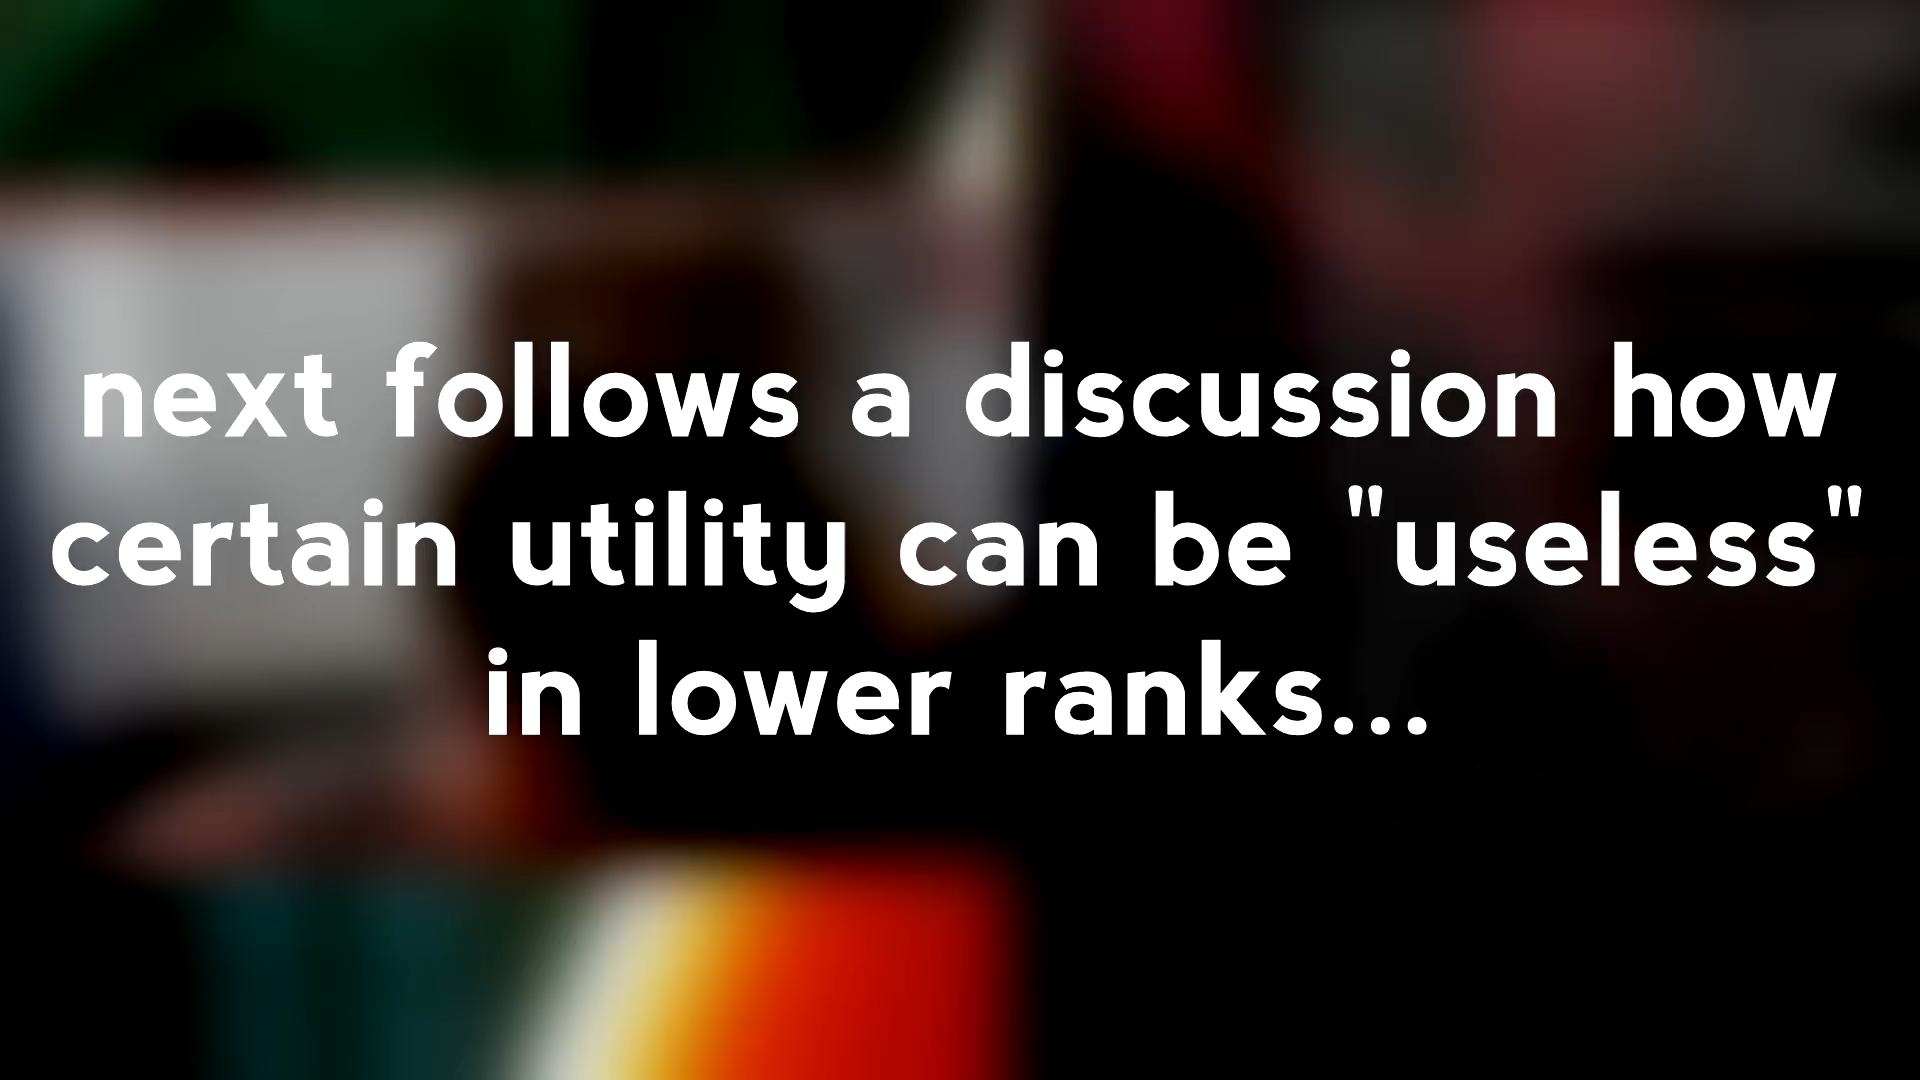 next follows a discussion how
certain utility can be "useless"
in lower ranks...